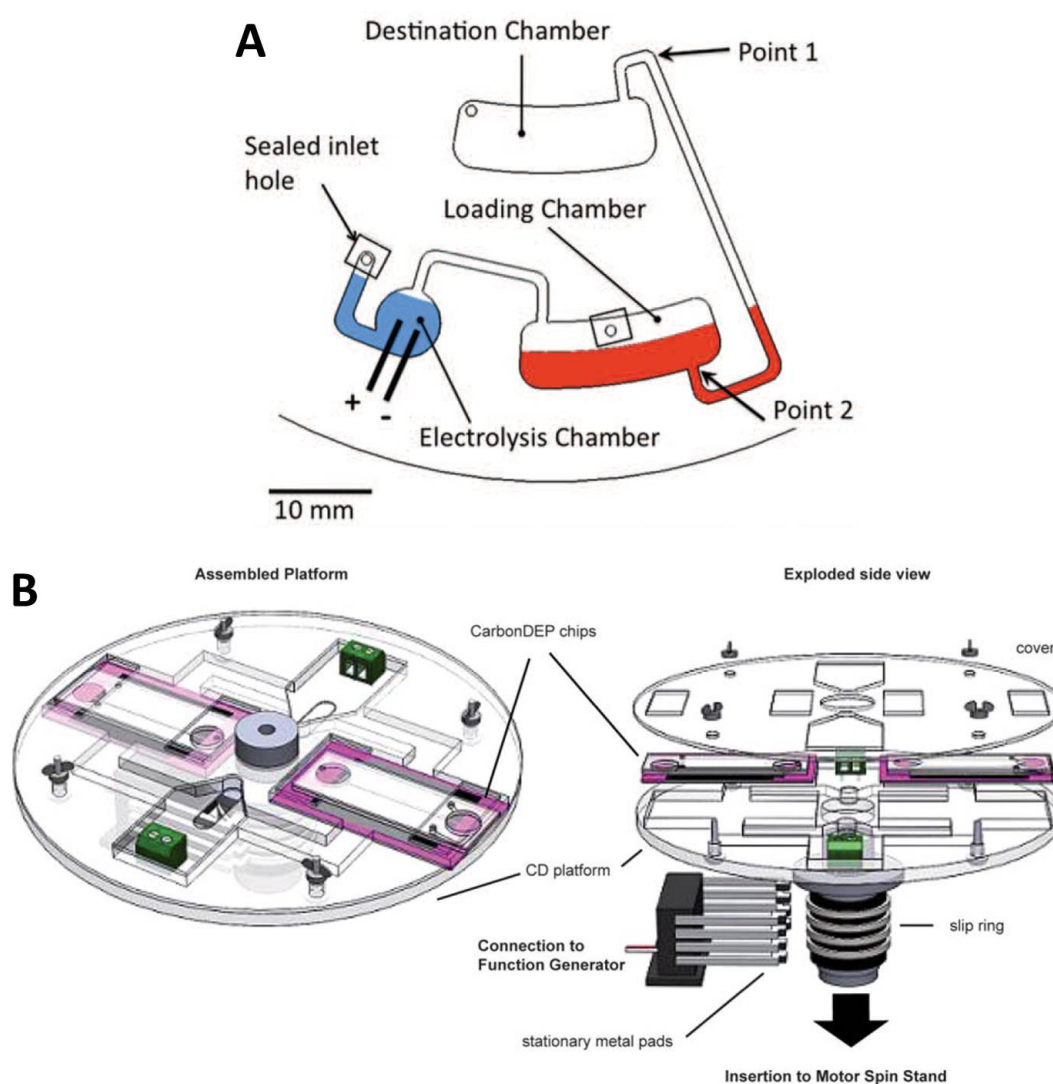 A
Destination Chamber
Point 1
Sealed inlet
hole
Loading Chamber
+
-
Point 2
Electrolysis Chamber
10 mm
B
Assembled Platform
Exploded side view
CarbonDEP chips
cover
CD platform
slip ring
Connection to
Function Generator
stationary metal pads
Insertion to Motor Spin Stand